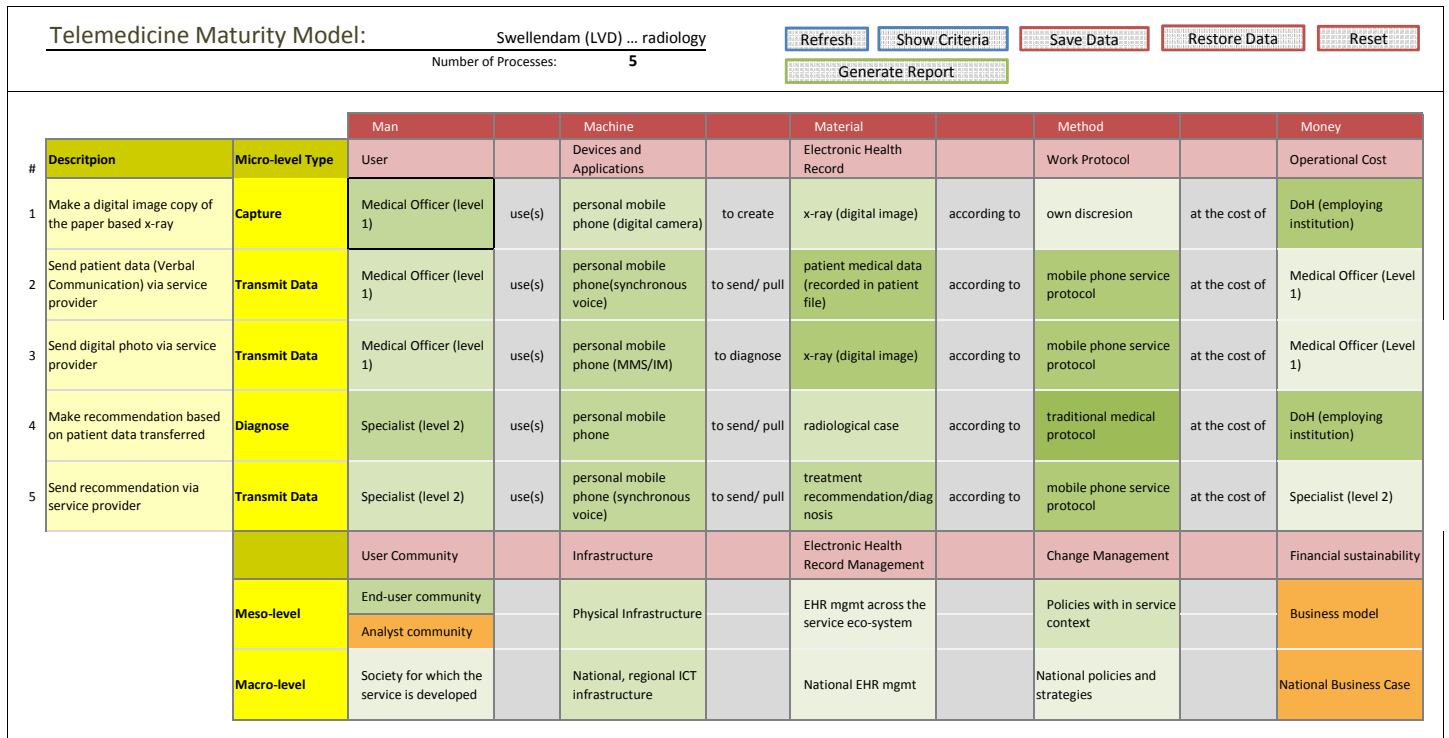 Telemedicine Maturity Model:
Swellendam (LVD) ... radiology
Refresh
Show Criteria
Save Data
Restore Data
Reset
Number of Processes:
5
Generate Report
Man
Machine
Material
Method
Money
#
Descritpion
Micro-level Type
User
Devices and
Applications
Electronic Health
Record
Work Protocol
Operational Cost
1
Make a digital image copy of
the paper based x-ray
Capture
Medical Officer (level
1)
use(s)
personal mobile
phone (digital camera)
to create
x-ray (digital image)
according to
own discresion
at the cost of
DoH (employing
institution)
2
Send patient data (Verbal
Communication) via service
provider
Transmit Data
Medical Officer (level
1)
use(s)
personal mobile
phone(synchronous
voice)
to send/ pull
patient medical data
(recorded in patient
file)
according to
mobile phone service
protocol
at the cost of
Medical Officer (Level
1)
3
Send digital photo via service
provider
Transmit Data
Medical Officer (level
1)
use(s)
personal mobile
phone (MMS/IM)
to diagnose
x-ray (digital image)
according to
mobile phone service
protocol
at the cost of
Medical Officer (Level
1)
4
Make recommendation based
on patient data transferred
Diagnose
Specialist (level 2)
use(s)
personal mobile
phone
to send/ pull
radiological case
according to
traditional medical
protocol
at the cost of
DoH (employing
institution)
5
Send recommendation via
service provider
Transmit Data
Specialist (level 2)
use(s)
personal mobile
phone (synchronous
voice)
to send/ pull
treatment
recommendation/diag
nosis
according to
mobile phone service
protocol
at the cost of
Specialist (level 2)
User Community
Infrastructure
Electronic Health
Record Management
Change Management
Financial sustainability
Meso-level
End-user community
Analyst community
Physical Infrastructure
EHR mgmt across the
service eco-system
Policies with in service
context
Business model
Macro-level
Society for which the
service is developed
National, regional ICT
infrastructure
National EHR mgmt
National policies and
strategies
National Business Case